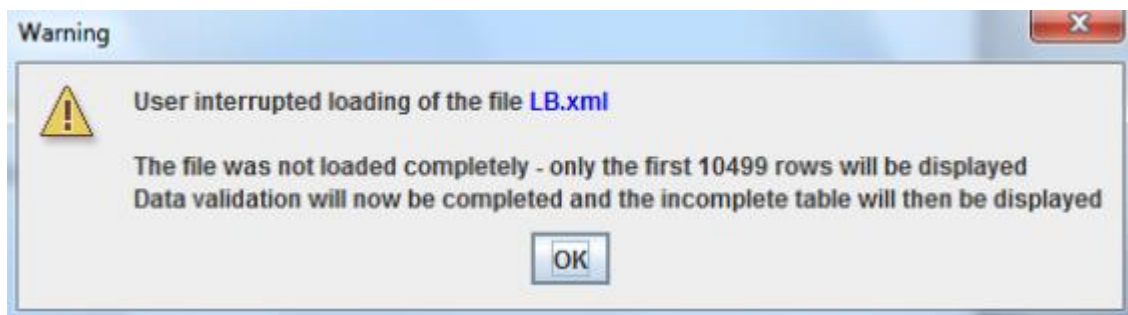 Warning
User interrupted loading of the file LB.xml
The file was not loaded completely - only the first 10499 rows will be displayed
Data validation will now be completed and the incomplete table will then be displayed
OK